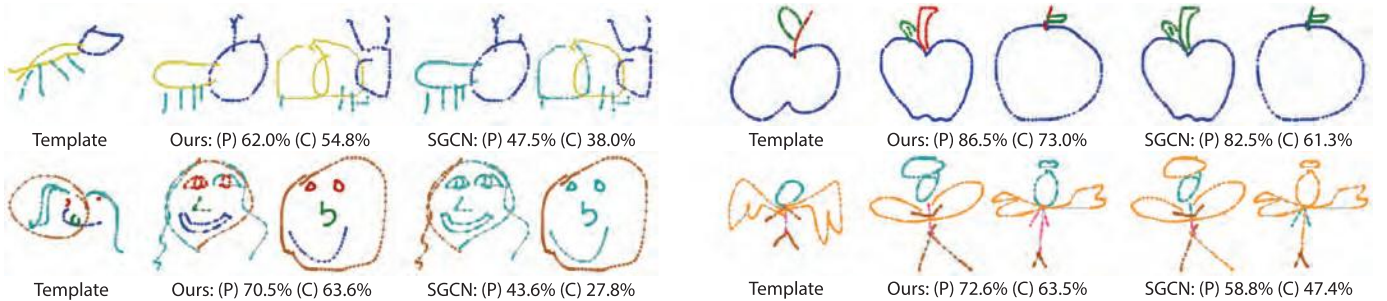 Template Ours: (P) 62.0% (C) 54.8% SGCN: (P) 47.5% (C) 38.0% Template Ours: (P) 86.5% (C) 73.0% SGCN: (P) 82.5% (C) 61.3%
Template Ours: (P) 70.5% (C) 63.6% SGCN: (P) 43.6% (C) 27.8% Template Ours: (P) 72.6% (C) 63.5% SGCN: (P) 58.8% (C) 47.4%